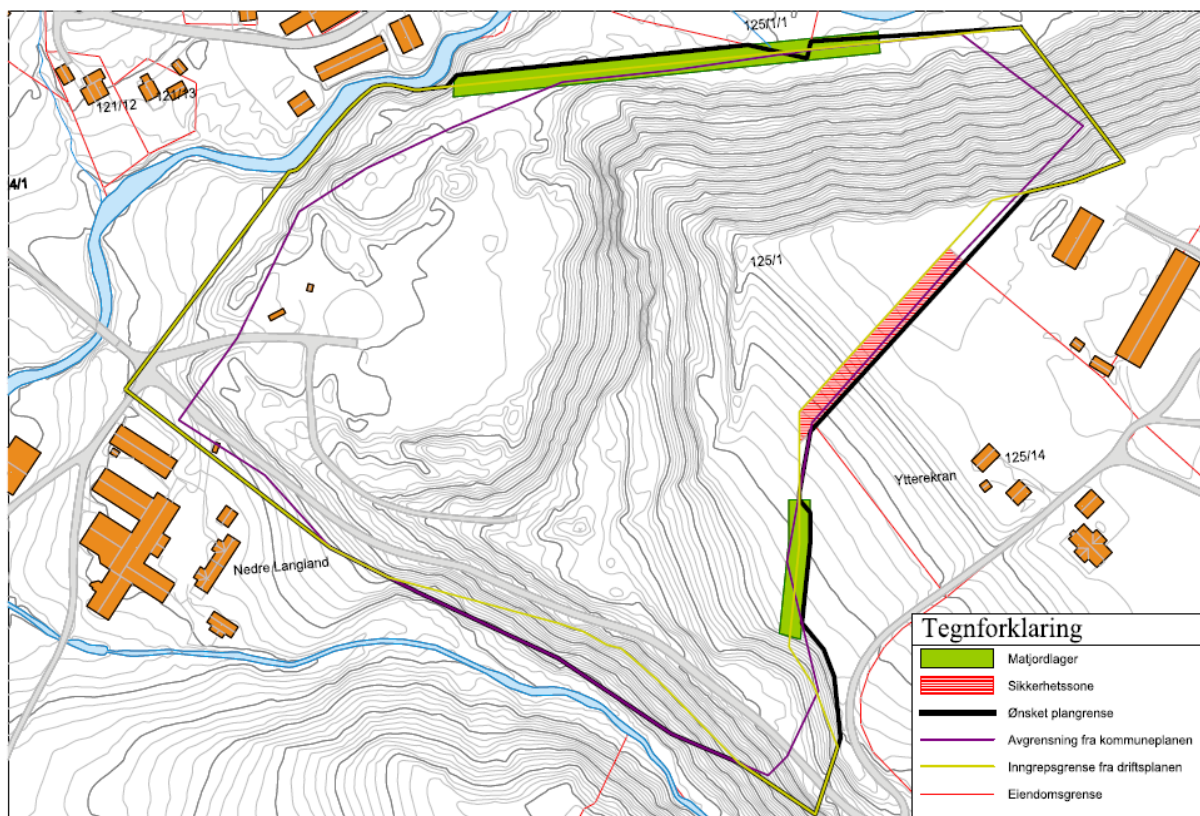 125/1/1
121/12
121/13
4/1
125/1
125/14
Ytterekran
Nedre Langland
Tegnforklaring
Matjordlager
Sikkerhetssone
Ønsket plangrense
Avgrensning fra kommuneplanen
Inngrepsgrense fra driftsplanen
Eiendomsgrense